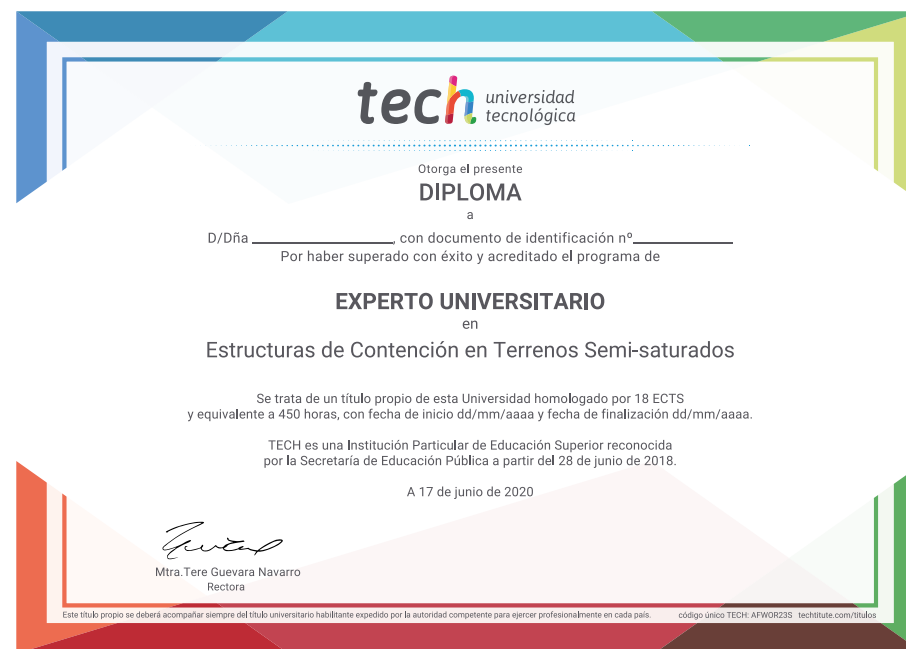 tech universidad
tecnológica
Otorga el presente
DIPLOMA
a
D/Dña ____________________, con documento de identificación nº______________
Por haber superado con éxito y acreditado el programa de
EXPERTO UNIVERSITARIO
en
Estructuras de Contención en Terrenos Semi-saturados
Se trata de un título propio de esta Universidad homologado por 18 ECTS
y equivalente a 450 horas, con fecha de inicio dd/mm/aaaa y fecha de finalización dd/mm/aaaa.
TECH es una Institución Particular de Educación Superior reconocida
por la Secretaría de Educación Pública a partir del 28 de junio de 2018.
A 17 de junio de 2020
Mtra.Tere Guevara Navarro
Rectora
Este título propio se deberá acompañar siempre del título universitario habilitante expedido por la autoridad competente para ejercer profesionalmente en cada país. código único TECH: AFWOR23S techtitute.com/titulos